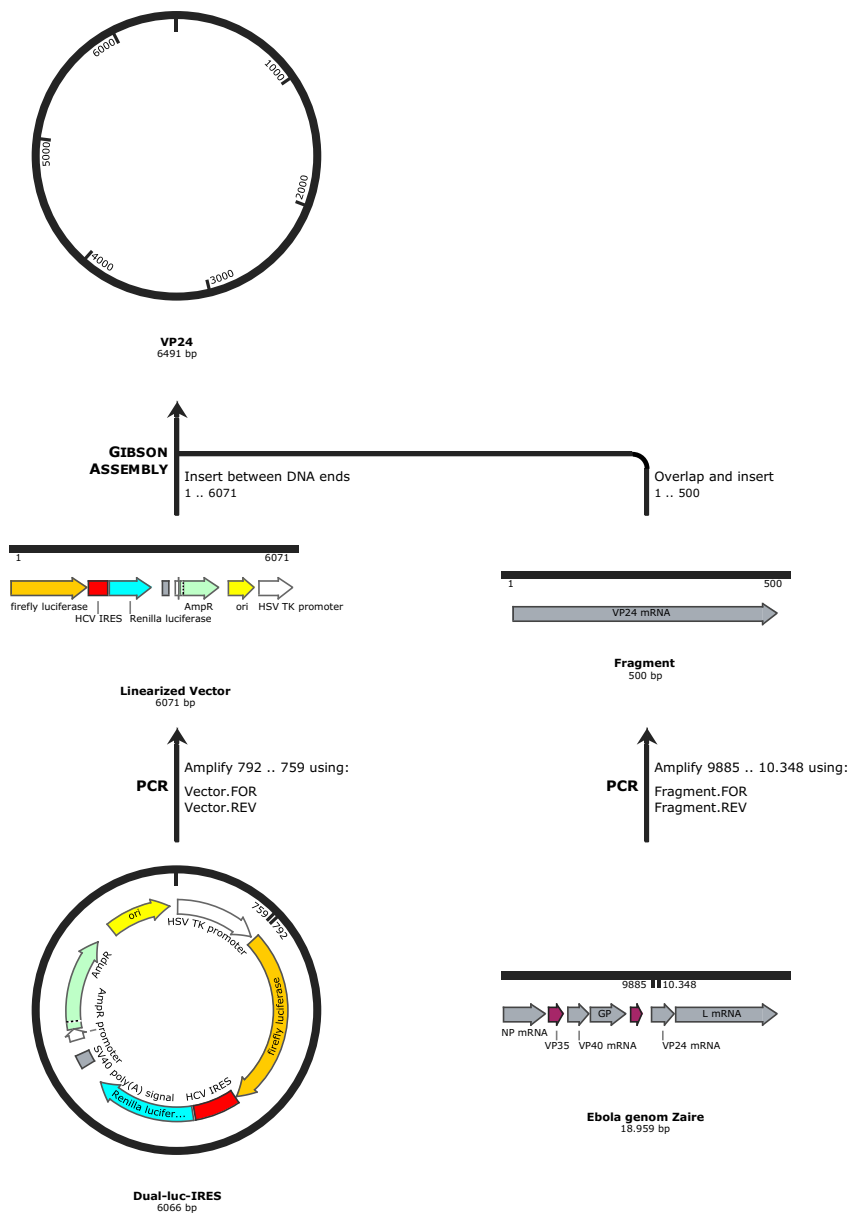 6000
1000
5000
2000
4000
3000
VP24
6491 bp
GIBSON
ASSEMBLY
Insert between DNA ends
1 .. 6071
Overlap and insert
1 .. 500
1
6071
firefly luciferase
AmpR
ori
HSV TK promoter
HCV IRES
Renilla luciferase
Linearized Vector
6071 bp
1
500
VP24 mRNA
Fragment
500 bp
PCR
Amplify 792 .. 759 using:
Vector.FOR
Vector.REV
PCR
Amplify 9885 .. 10.348 using:
Fragment.FOR
Fragment.REV
ori
HSV TK promoter
759
792
AmpR
firefly luciferase
AmpR promoter
SV40 poly(A) signal
HCV IRES
Renilla lucifer...
Dual-luc-IRES
6066 bp
9885
10.348
GP
L mRNA
NP mRNA
VP35
VP40 mRNA
VP24 mRNA
Ebola genom Zaire
18.959 bp